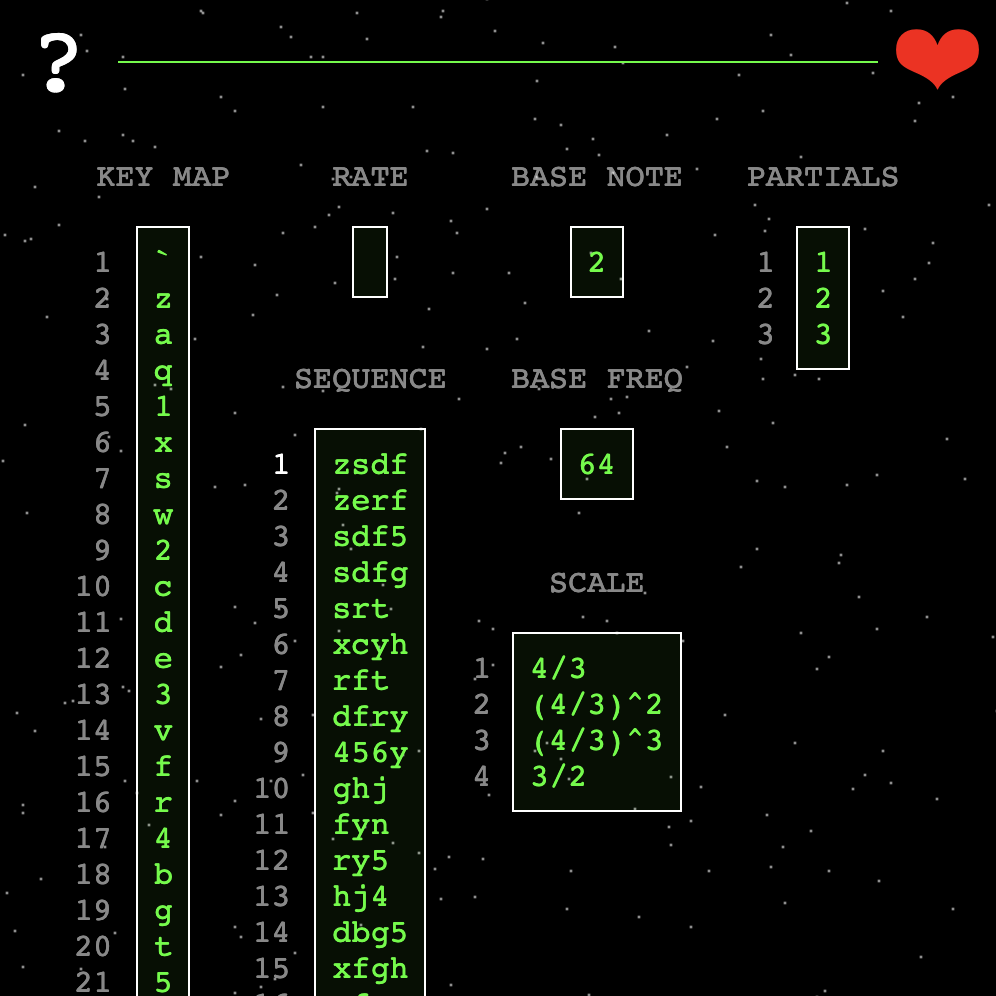 ?
KEY MAP
1 `
2 z
3 a
4 q
5 1
6 x
7 s
8 w
9 2
10 c
11 d
12 e
13 3
14 v
15 f
16 r
17 4
18 b
19 g
20 t
21 5
RATE
SEQUENCE
1 zsdf
2 zerf
3 sdf5
4 sdfg
5 srt
6 xcyh
7 rft
8 dfry
9 456y
10 ghj
11 fyn
12 ry5
13 hj4
14 dbg5
15 xfgh
BASE NOTE
2
BASE FREQ
64
SCALE
1 4/3
2 (4/3)^2
3 (4/3)^3
4 3/2
PARTIALS
1 1
2 2
3 3